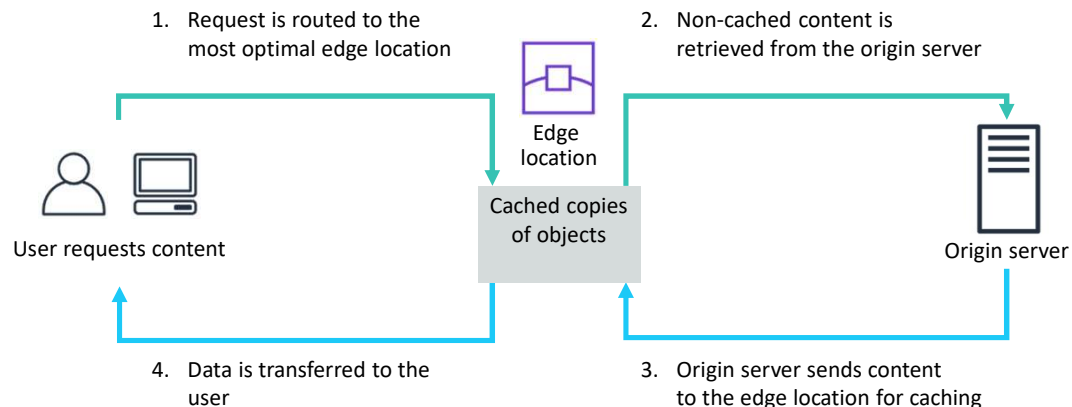 1. Request is routed to the
most optimal edge location
2. Non-cached content is
retrieved from the origin server
Edge
location
Cached copies
of objects
User requests content
Origin server
4. Data is transferred to the
user
3. Origin server sends content
to the edge location for caching